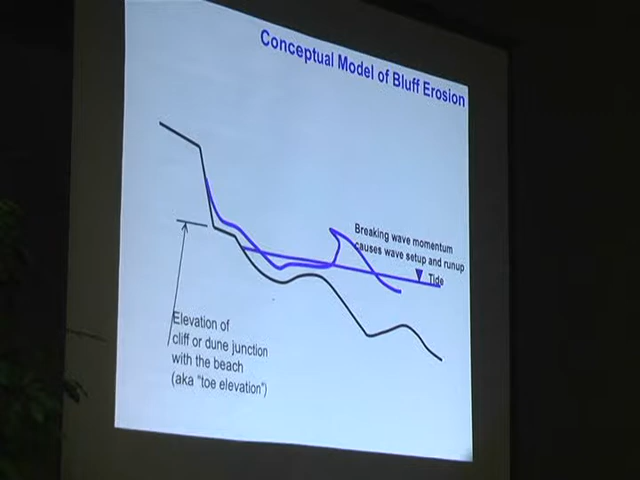 Conceptual Model of Bluff Erosion
Breaking wave momentum
causes wave setup and runup
Tide
Elevation of
cliff or dune junction
with the beach
(aka "toe elevation")